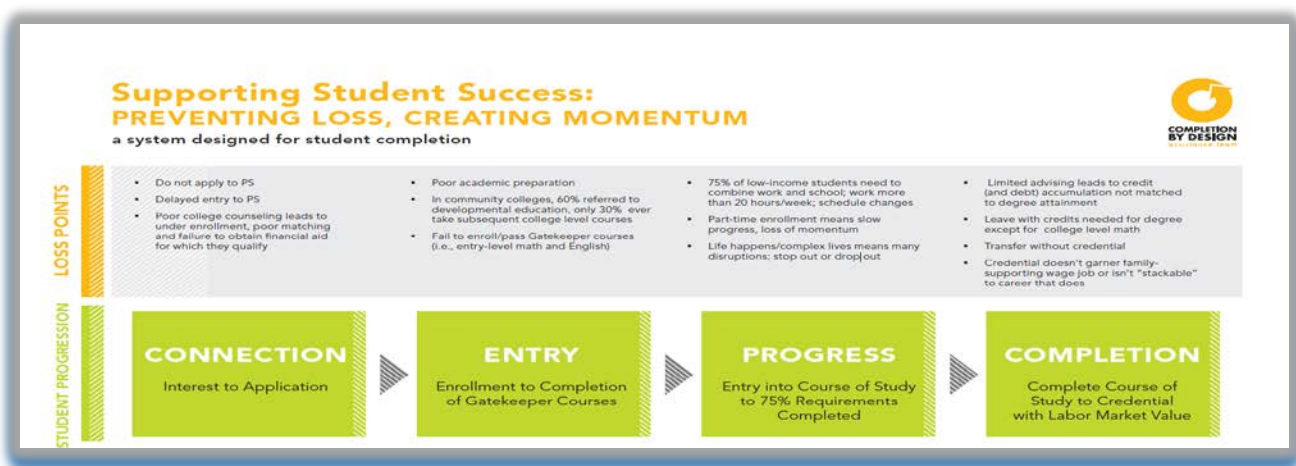 Supporting Student Success:
PREVENTING LOSS, CREATING MOMENTUM
a system designed for student completion
COMPLETION
BY DESIGN
LOSS POINTS
▪ Do not apply to PS
▪ Delayed entry to PS
▪ Poor college counseling leads to
under enrollment, poor matching
and failure to obtain financial aid
for which they qualify
▪ Poor academic preparation
▪ In community colleges, 60% referred to
developmental education, only 30% ever
take subsequent college level courses
▪ Fail to enroll/pass Gatekeeper courses
(i.e., entry-level math and English)
▪ 75% of low-income students need to
combine work and school; work more
than 20 hours/week; schedule changes
▪ Part-time enrollment means slow
progress, loss of momentum
▪ Life happens/complex lives means many
disruptions: stop out or drop out
▪ Limited advising leads to credit
(and debt) accumulation not matched
to degree attainment
▪ Leave with credits needed for degree
except for college level math
▪ Transfer without credential
▪ Credential doesn't garner family-
supporting wage job or isn't "stackable"
to career that does
STUDENT PROGRESSION
CONNECTION
Interest to Application
ENTRY
Enrollment to Completion
of Gatekeeper Courses
PROGRESS
Entry into Course of Study
to 75% Requirements
Completed
COMPLETION
Complete Course of
Study to Credential
with Labor Market Value